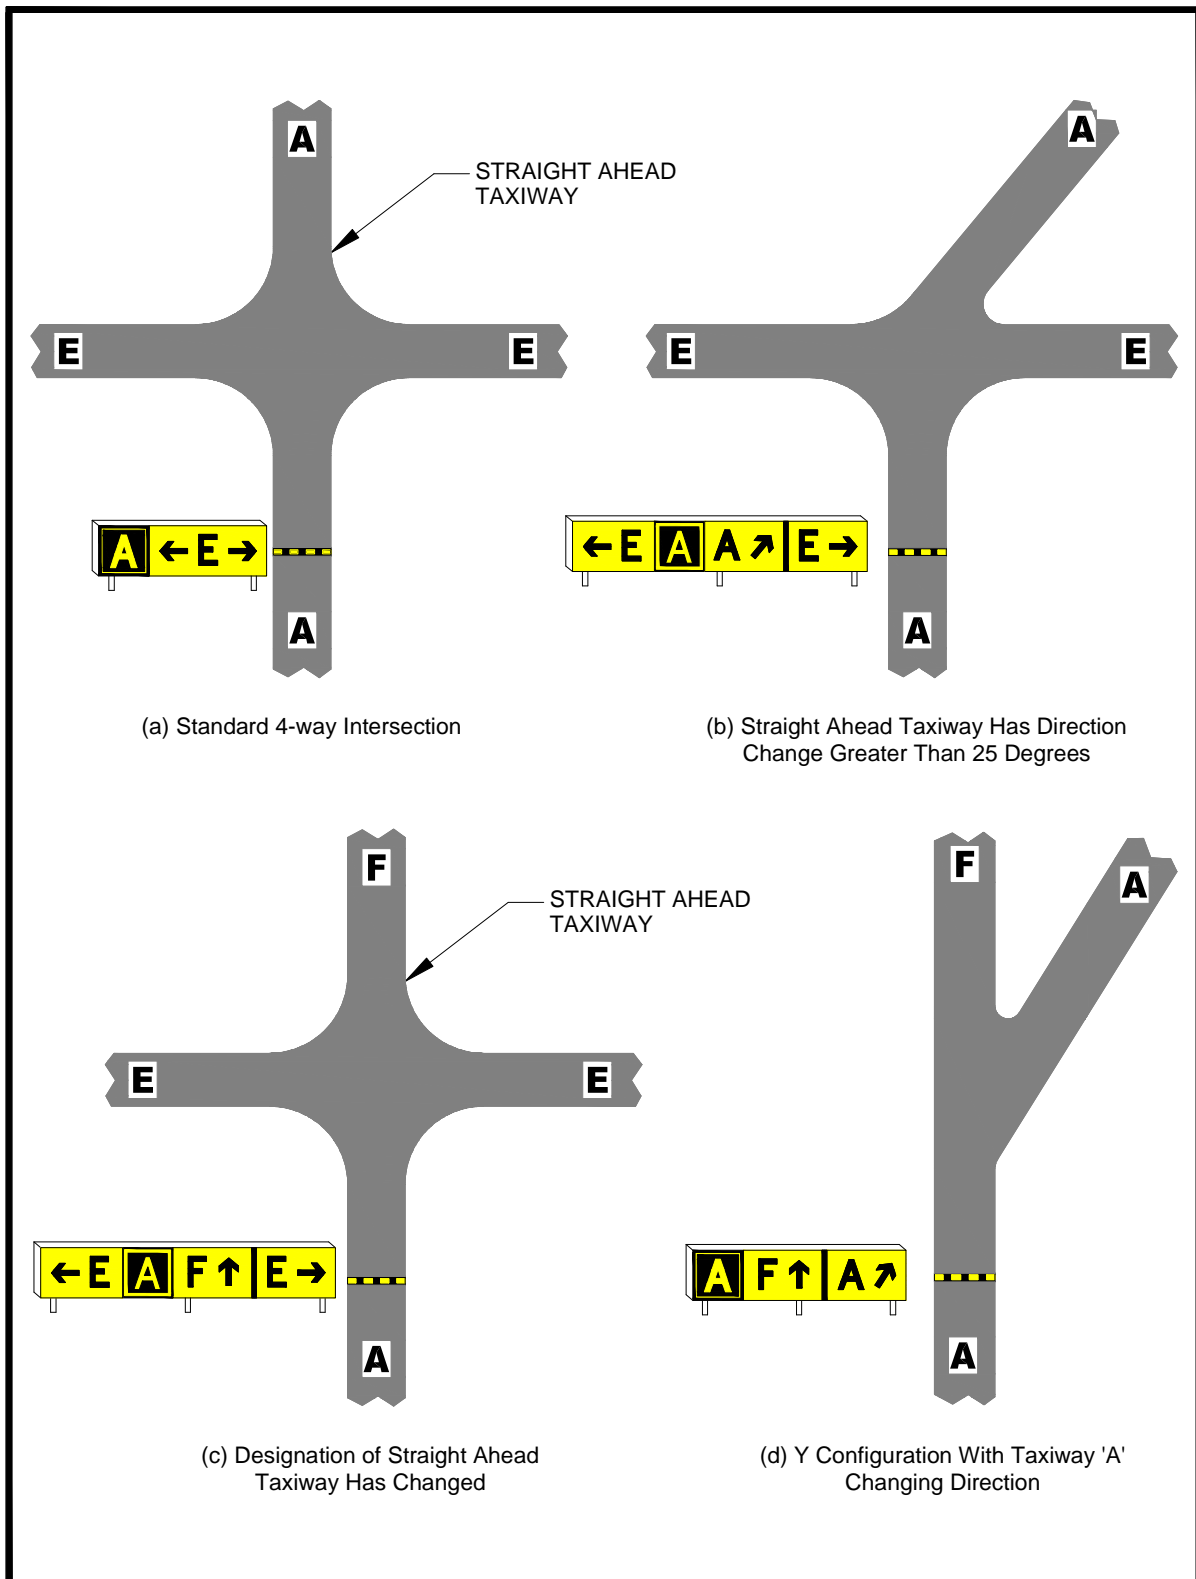 A
STRAIGHT AHEAD
TAXIWAY
E E
A ← E →
A
(a) Standard 4-way Intersection
A
E E
← E A A ↗ E →
A
(b) Straight Ahead Taxiway Has Direction
Change Greater Than 25 Degrees
F
STRAIGHT AHEAD
TAXIWAY
E E
← E A F ↑ E →
A
(c) Designation of Straight Ahead
Taxiway Has Changed
F
A
A F ↑ A ↗
A
(d) Y Configuration With Taxiway 'A'
Changing Direction